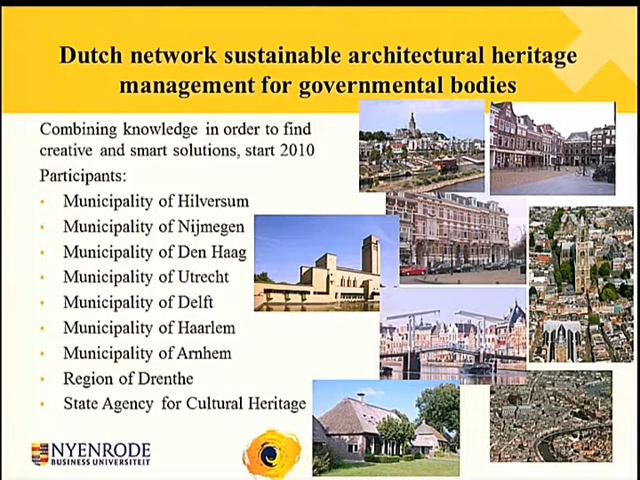 Dutch network sustainable architectural heritage
management for governmental bodies
Combining knowledge in order to find
creative and smart solutions, start 2010
Participants:
• Municipality of Hilversum
• Municipality of Nijmegen
• Municipality of Den Haag
• Municipality of Utrecht
• Municipality of Delft
• Municipality of Haarlem
• Municipality of Arnhem
• Region of Drenthe
• State Agency for Cultural Heritage
NYENRODE
BUSINESS UNIVERSITEIT